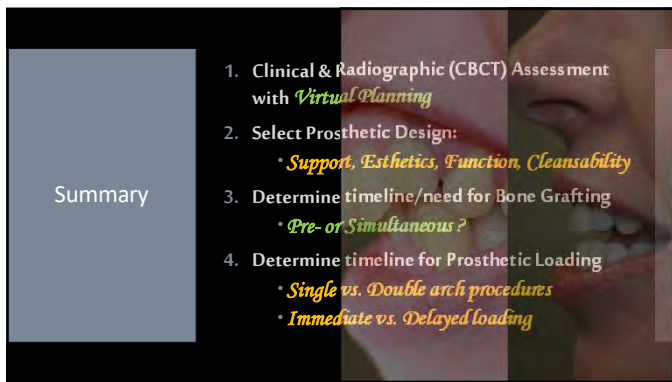 Summary
1. Clinical & Radiographic (CBCT) Assessment
with Virtual Planning
2. Select Prosthetic Design:
• Support, Esthetics, Function, Cleansability
3. Determine timeline/need for Bone Grafting
• Pre- or Simultaneous ?
4. Determine timeline for Prosthetic Loading
• Single vs. Double arch procedures
• Immediate vs. Delayed loading